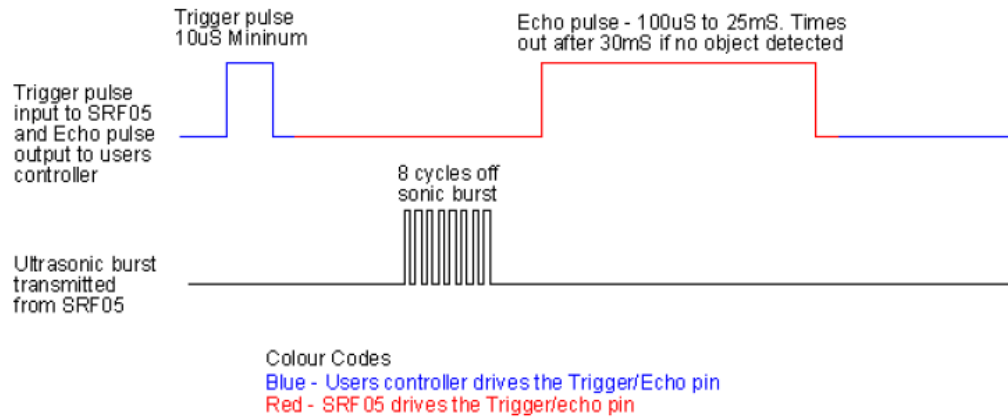 Trigger pulse
10uS Mininum
Echo pulse - 100uS to 25mS. Times
out after 30mS if no object detected
Trigger pulse
input to SRF05
and Echo pulse
output to users
controller
8 cycles off
sonic burst
Ultrasonic burst
transmitted
from SRF05
Colour Codes
Blue - Users controller drives the Trigger/Echo pin
Red - SRF05 drives the Trigger/echo pin